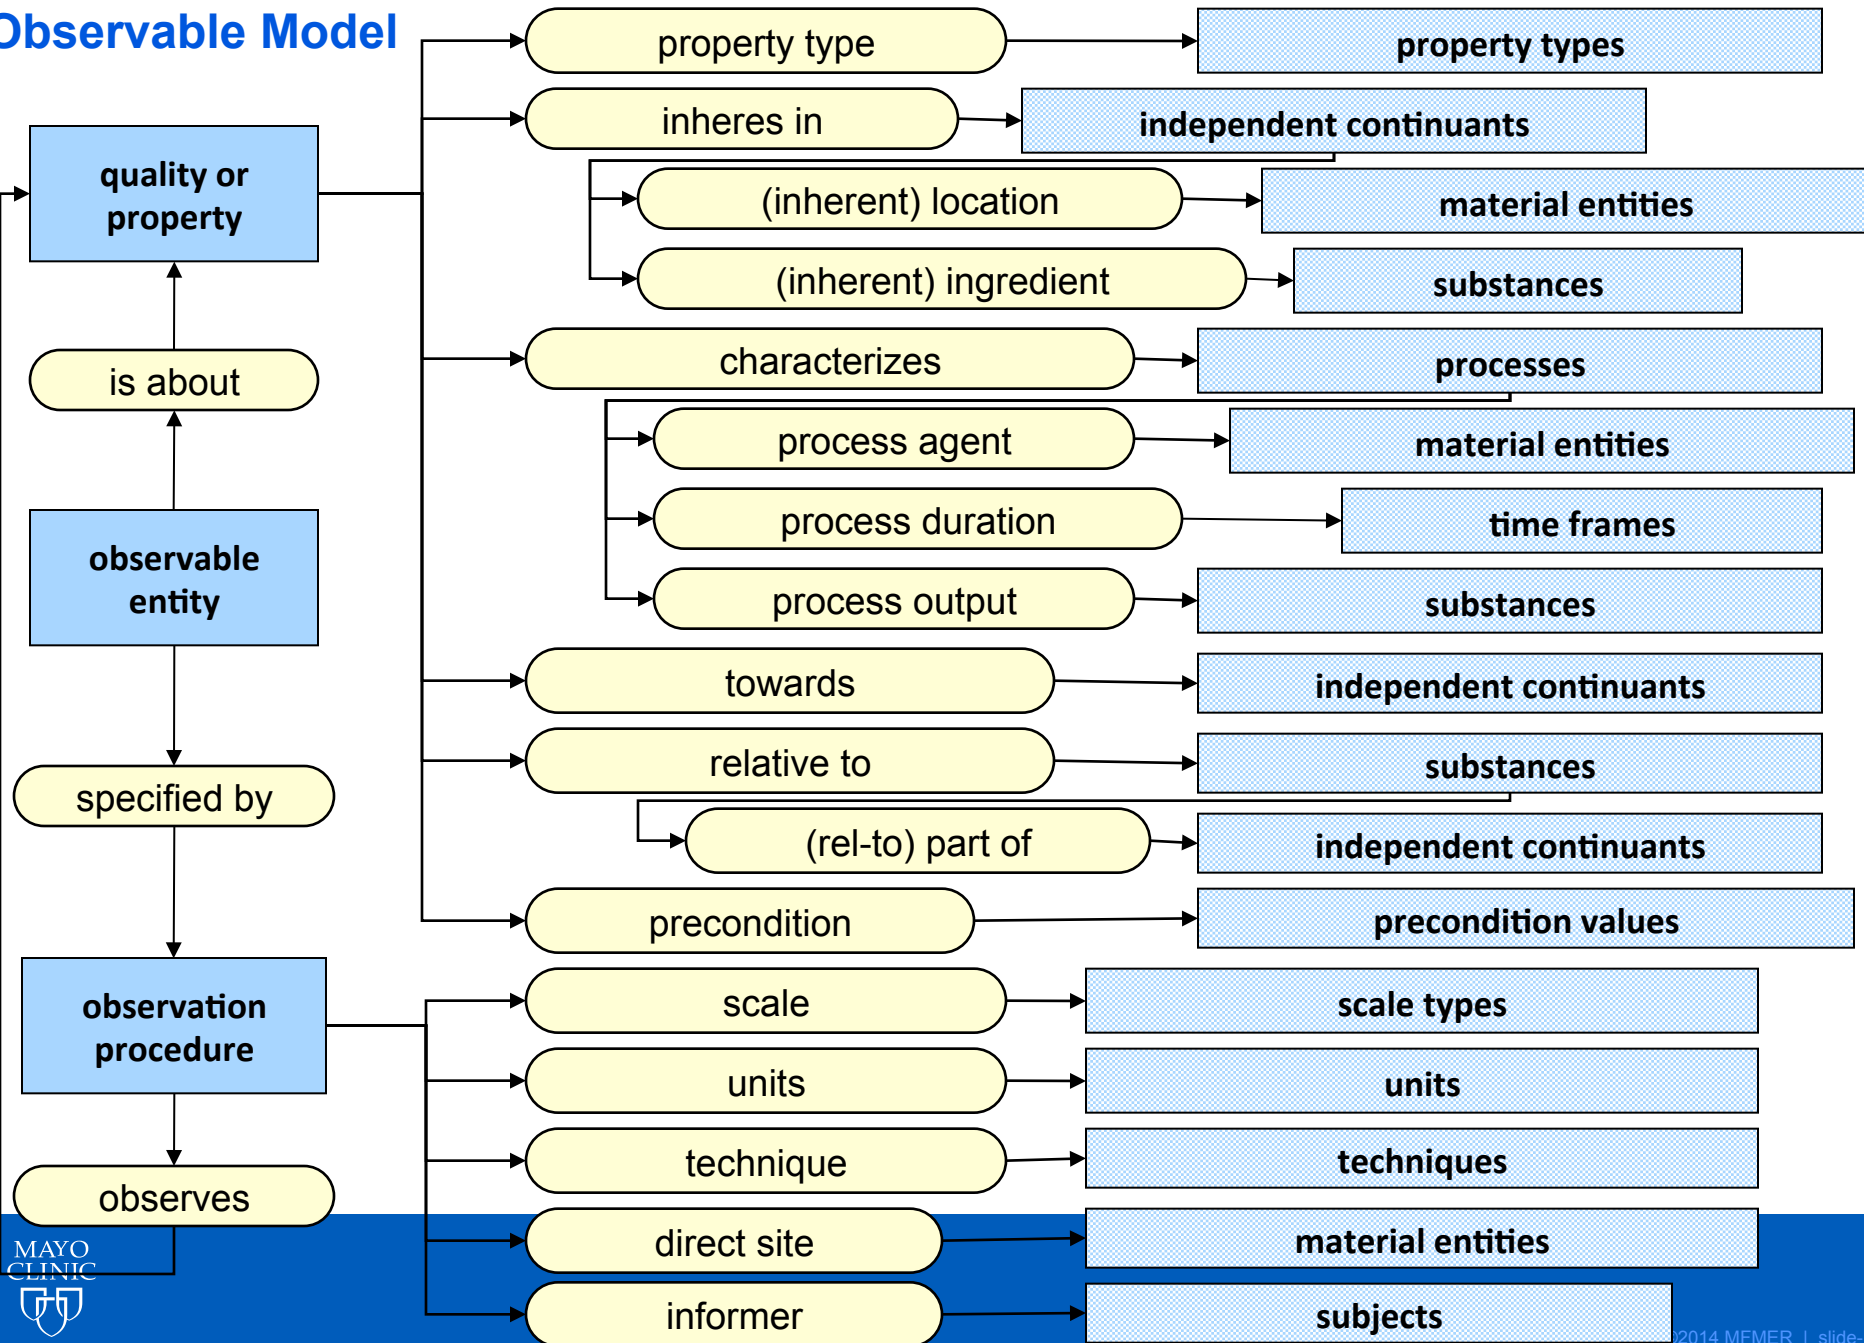 Observable Model
property type
property types
inheres in
independent continuants
quality or
property
(inherent) location
material entities
(inherent) ingredient
substances
characterizes
processes
is about
process agent
material entities
process duration
time frames
observable
entity
process output
substances
towards
independent continuants
relative to
substances
specified by
(rel-to) part of
independent continuants
precondition
precondition values
observation
procedure
scale
scale types
units
units
technique
techniques
observes
direct site
material entities
MAYO
CLINIC
informer
subjects
©2014 MFMER | slide-